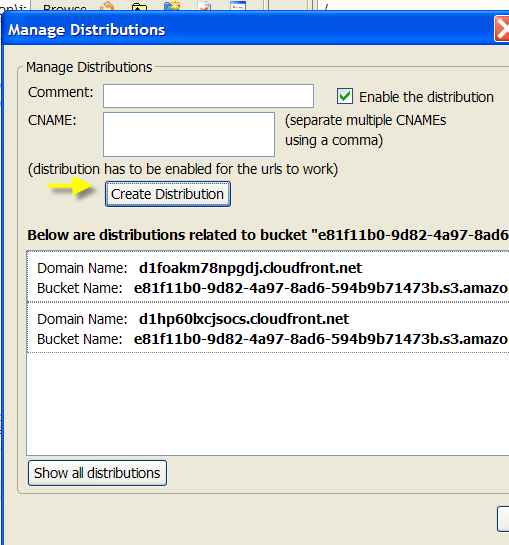 Browse
Manage Distributions
Manage Distributions
Comment:
Enable the distribution
CNAME:
(separate multiple CNAMEs
using a comma)
(distribution has to be enabled for the urls to work)
Create Distribution
Below are distributions related to bucket "e81f11b0-9d82-4a97-8ad6
Domain Name: d1foakm78npgdj.cloudfront.net
Bucket Name: e81f11b0-9d82-4a97-8ad6-594b9b71473b.s3.amazo
Domain Name: d1hp60lxcjsocs.cloudfront.net
Bucket Name: e81f11b0-9d82-4a97-8ad6-594b9b71473b.s3.amazo
Show all distributions